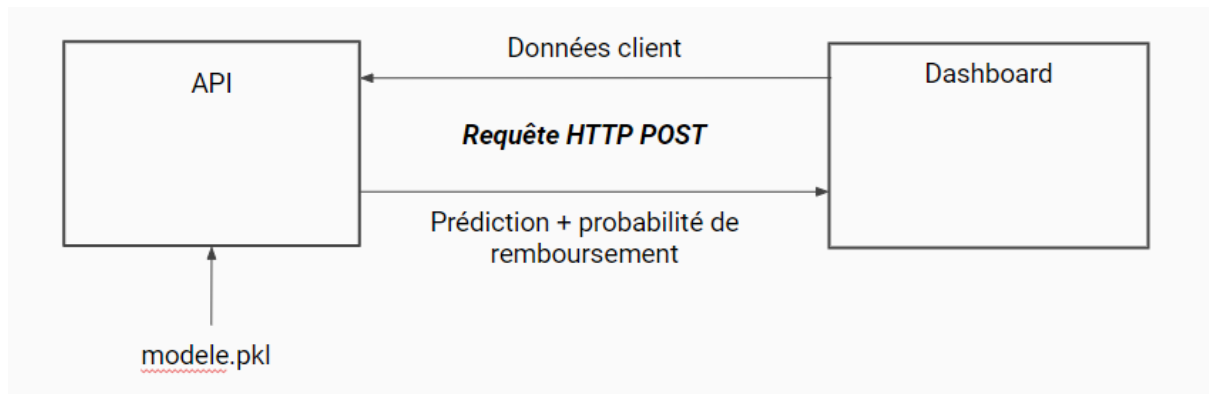 Données client
API
Dashboard
Requête HTTP POST
Prédiction + probabilité de
remboursement
modele.pkl